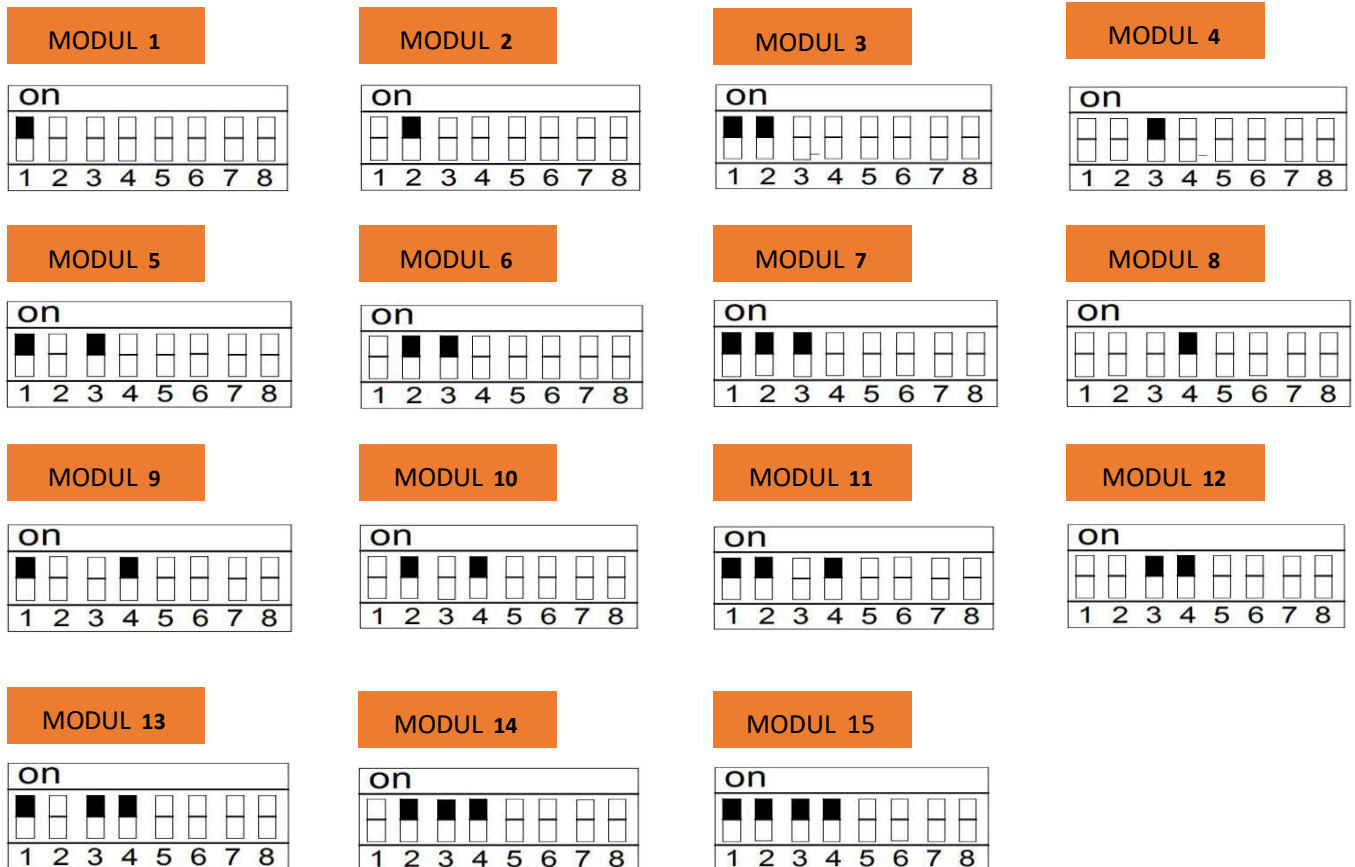 MODUL 1
MODUL 2
MODUL 3
MODUL 4
on
1 2 3 4 5 6 7 8
on
1 2 3 4 5 6 7 8
on
1 2 3 4 5 6 7 8
on
1 2 3 4 5 6 7 8
MODUL 5
MODUL 6
MODUL 7
MODUL 8
on
1 2 3 4 5 6 7 8
on
1 2 3 4 5 6 7 8
on
1 2 3 4 5 6 7 8
on
1 2 3 4 5 6 7 8
MODUL 9
MODUL 10
MODUL 11
MODUL 12
on
1 2 3 4 5 6 7 8
on
1 2 3 4 5 6 7 8
on
1 2 3 4 5 6 7 8
on
1 2 3 4 5 6 7 8
MODUL 13
MODUL 14
MODUL 15
on
1 2 3 4 5 6 7 8
on
1 2 3 4 5 6 7 8
on
1 2 3 4 5 6 7 8